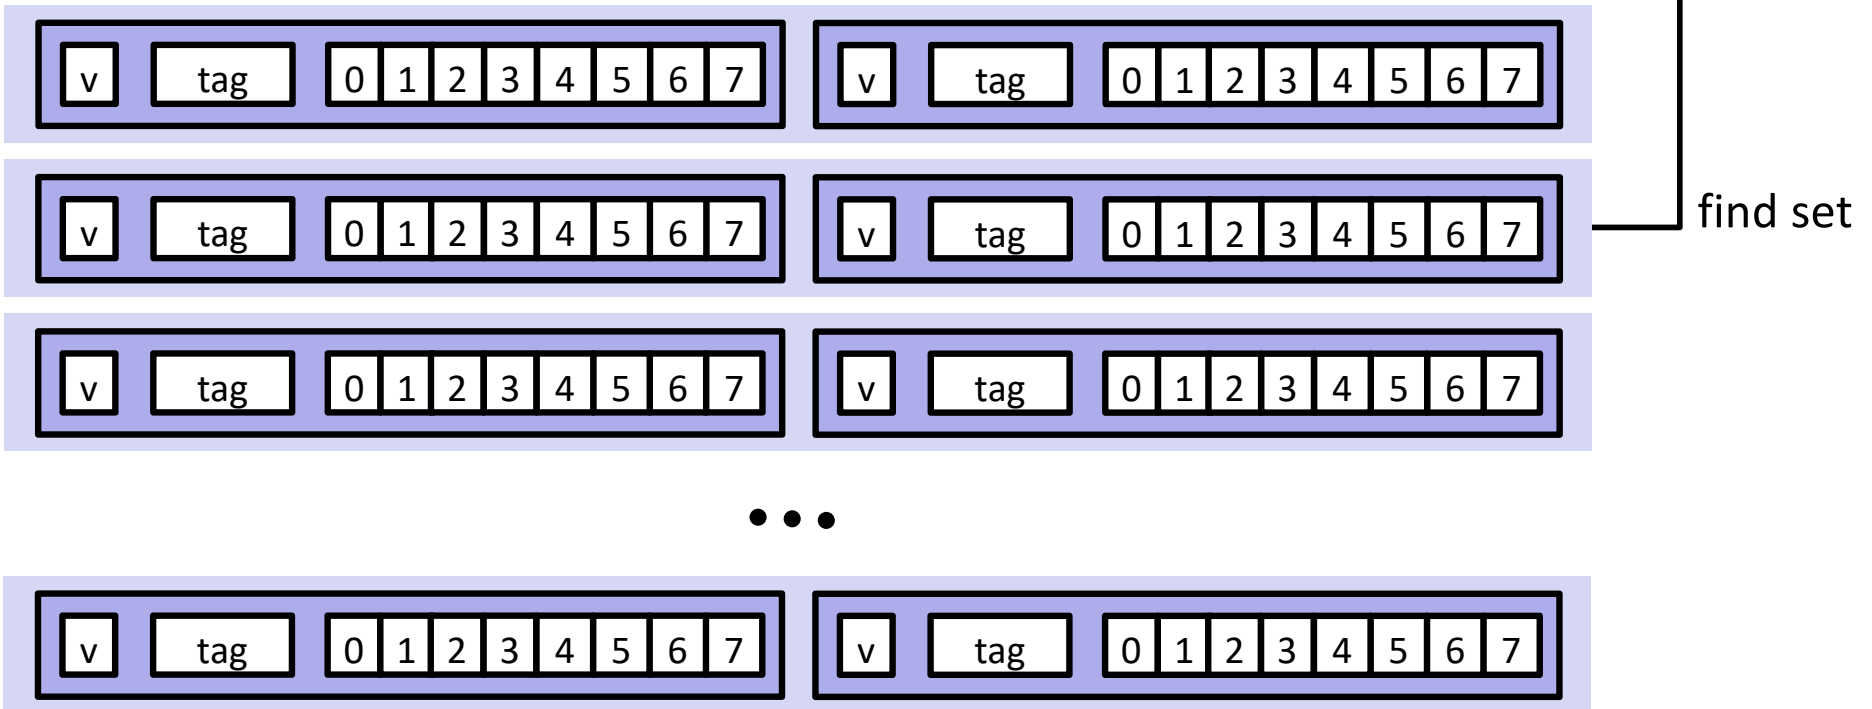 v tag 0 1 2 3 4 5 6 7 v tag 0 1 2 3 4 5 6 7
v tag 0 1 2 3 4 5 6 7 v tag 0 1 2 3 4 5 6 7 find set
v tag 0 1 2 3 4 5 6 7 v tag 0 1 2 3 4 5 6 7
...
v tag 0 1 2 3 4 5 6 7 v tag 0 1 2 3 4 5 6 7